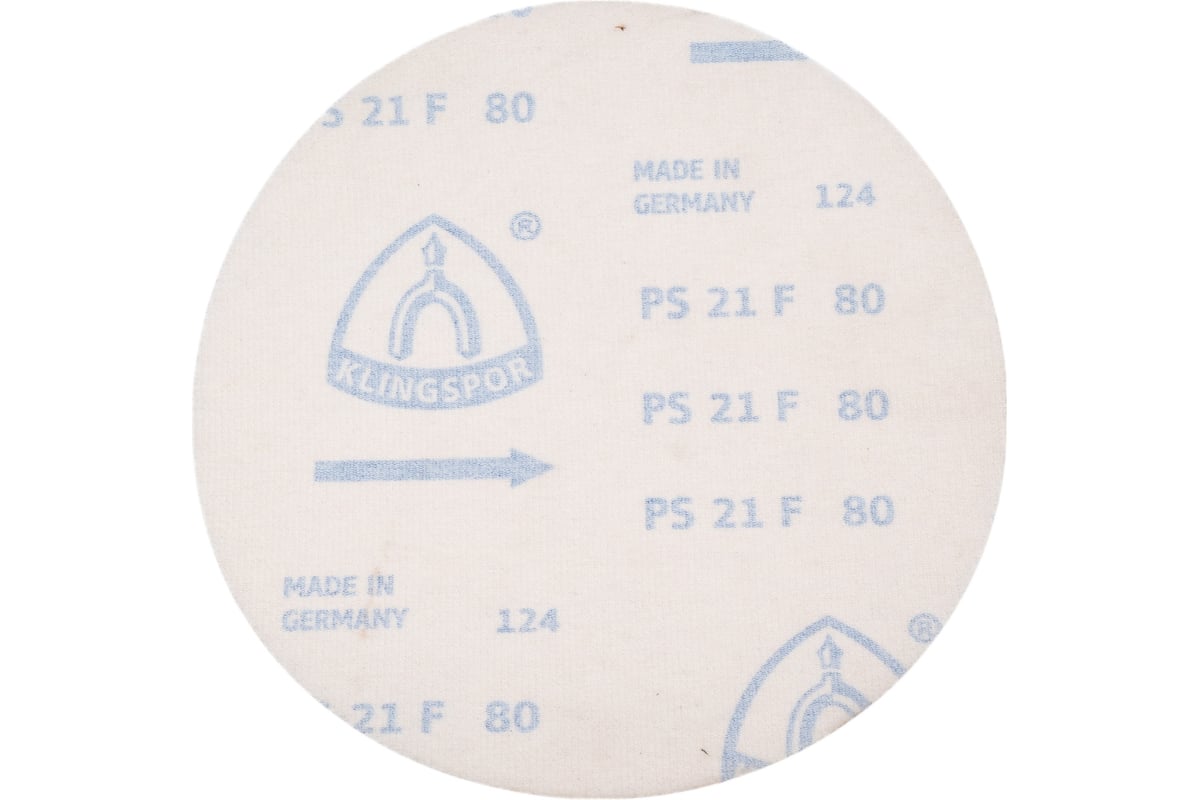 S 21 F 80
MADE IN
GERMANY 124
®
KLINGSPOR
PS 21 F 80
PS 21 F 80
PS 21 F 80
MADE IN
GERMANY 124
®
21 F 80